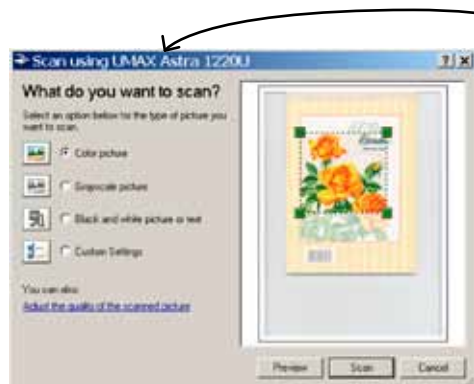 Scan using UMAX Astra 1220U
What do you want to scan?
Select an option below for the type of picture you
want to scan.
Color picture
Grayscale picture
Black and white picture or text
Custom Settings
You can also:
Adjust the quality of the scanned picture
Preview
Scan
Cancel